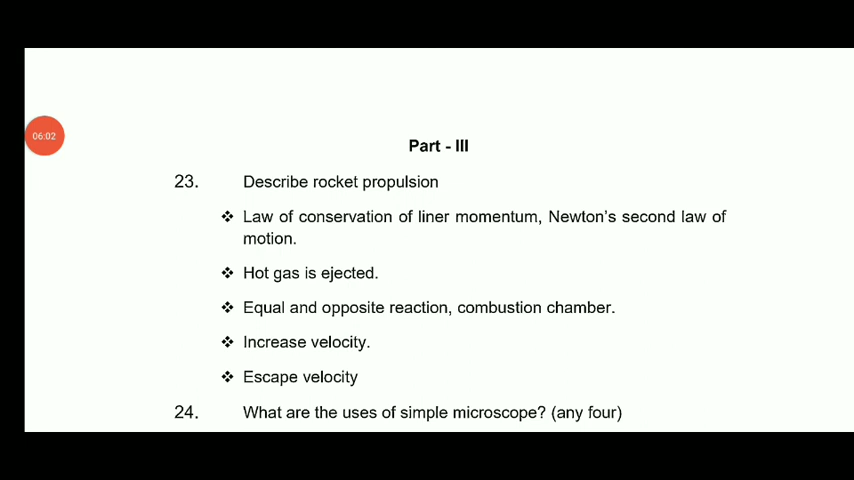 Part - III
06:02
23. Describe rocket propulsion
❖ Law of conservation of liner momentum, Newton's second law of
motion.
❖ Hot gas is ejected.
❖ Equal and opposite reaction, combustion chamber.
❖ Increase velocity.
❖ Escape velocity
24. What are the uses of simple microscope? (any four)